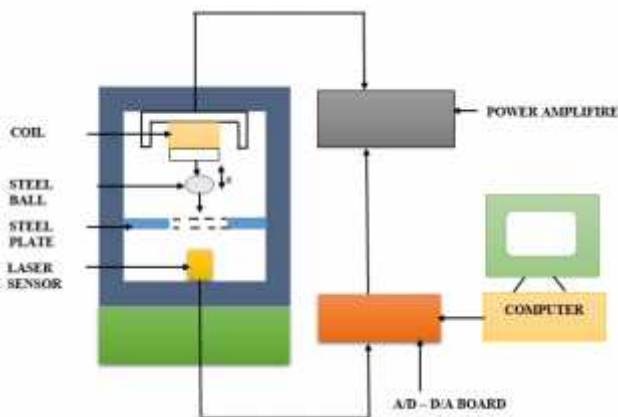 COIL
POWER AMPLIFIRE
STEEL
BALL
STEEL
PLATE
LASER
SENSOR
COMPUTER
A/D – D/A BOARD